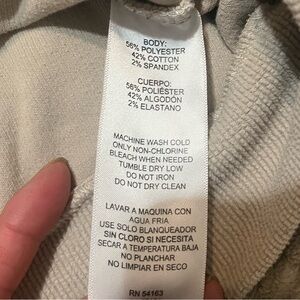 BODY:
56% POLYESTER
42% COTTON
2% SPANDEX
CUERPO:
56% POLIÉSTER
42% ALGODÓN
2% ELASTANO
MACHINE WASH COLD
ONLY NON-CHLORINE
BLEACH WHEN NEEDED
TUMBLE DRY LOW
DO NOT IRON
DO NOT DRY CLEAN
LAVAR A MAQUINA CON
AGUA FRIA
USE SOLO BLANQUEADOR
SIN CLORO SI NECESITA
SECAR A TEMPERATURA BAJA
NO PLANCHAR
NO LIMPIAR EN SECO
RN 54163